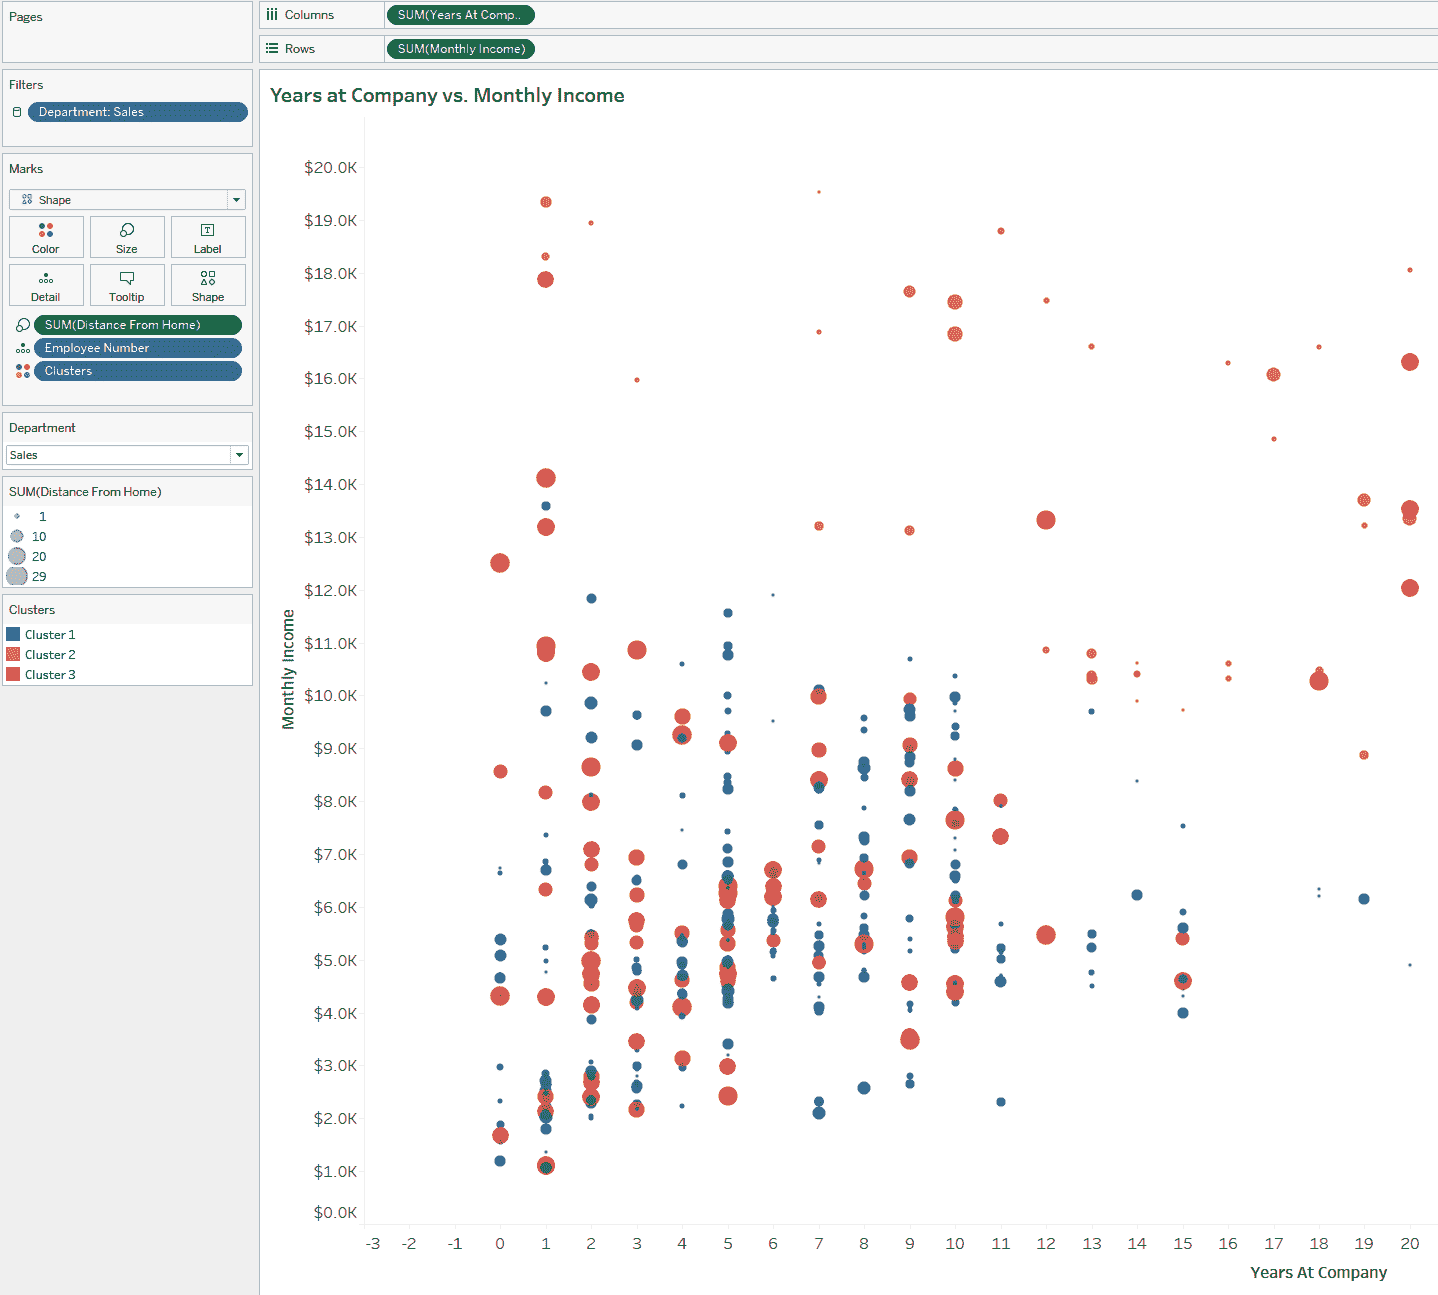 Pages
Columns
SUM(Years At Comp..
Rows
SUM(Monthly Income)
Filters
Department: Sales
Marks
Shape
Color
Size
Label
Detail
Tooltip
Shape
SUM(Distance From Home)
Employee Number
Clusters
Department
Sales
SUM(Distance From Home)
1
10
20
29
Clusters
Cluster 1
Cluster 2
Cluster 3
Years at Company vs. Monthly Income
Monthly Income
$20.0K
$19.0K
$18.0K
$17.0K
$16.0K
$15.0K
$14.0K
$13.0K
$12.0K
$11.0K
$10.0K
$9.0K
$8.0K
$7.0K
$6.0K
$5.0K
$4.0K
$3.0K
$2.0K
$1.0K
$0.0K
-3 -2 -1 0 1 2 3 4 5 6 7 8 9 10 11 12 13 14 15 16 17 18 19 20
Years At Company